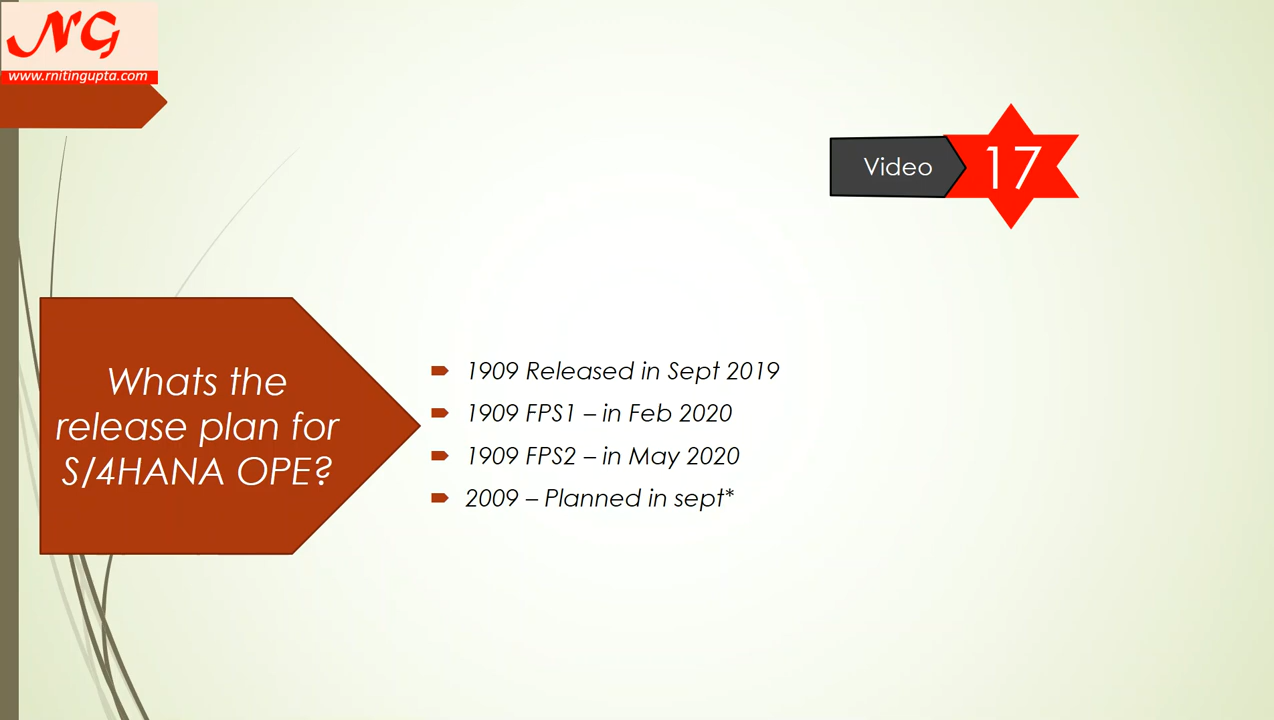 NG
www.rnitingupta.com
Video 17
Whats the
release plan for
S/4HANA OPE?
1909 Released in Sept 2019
1909 FPS1 – in Feb 2020
1909 FPS2 – in May 2020
2009 – Planned in sept*